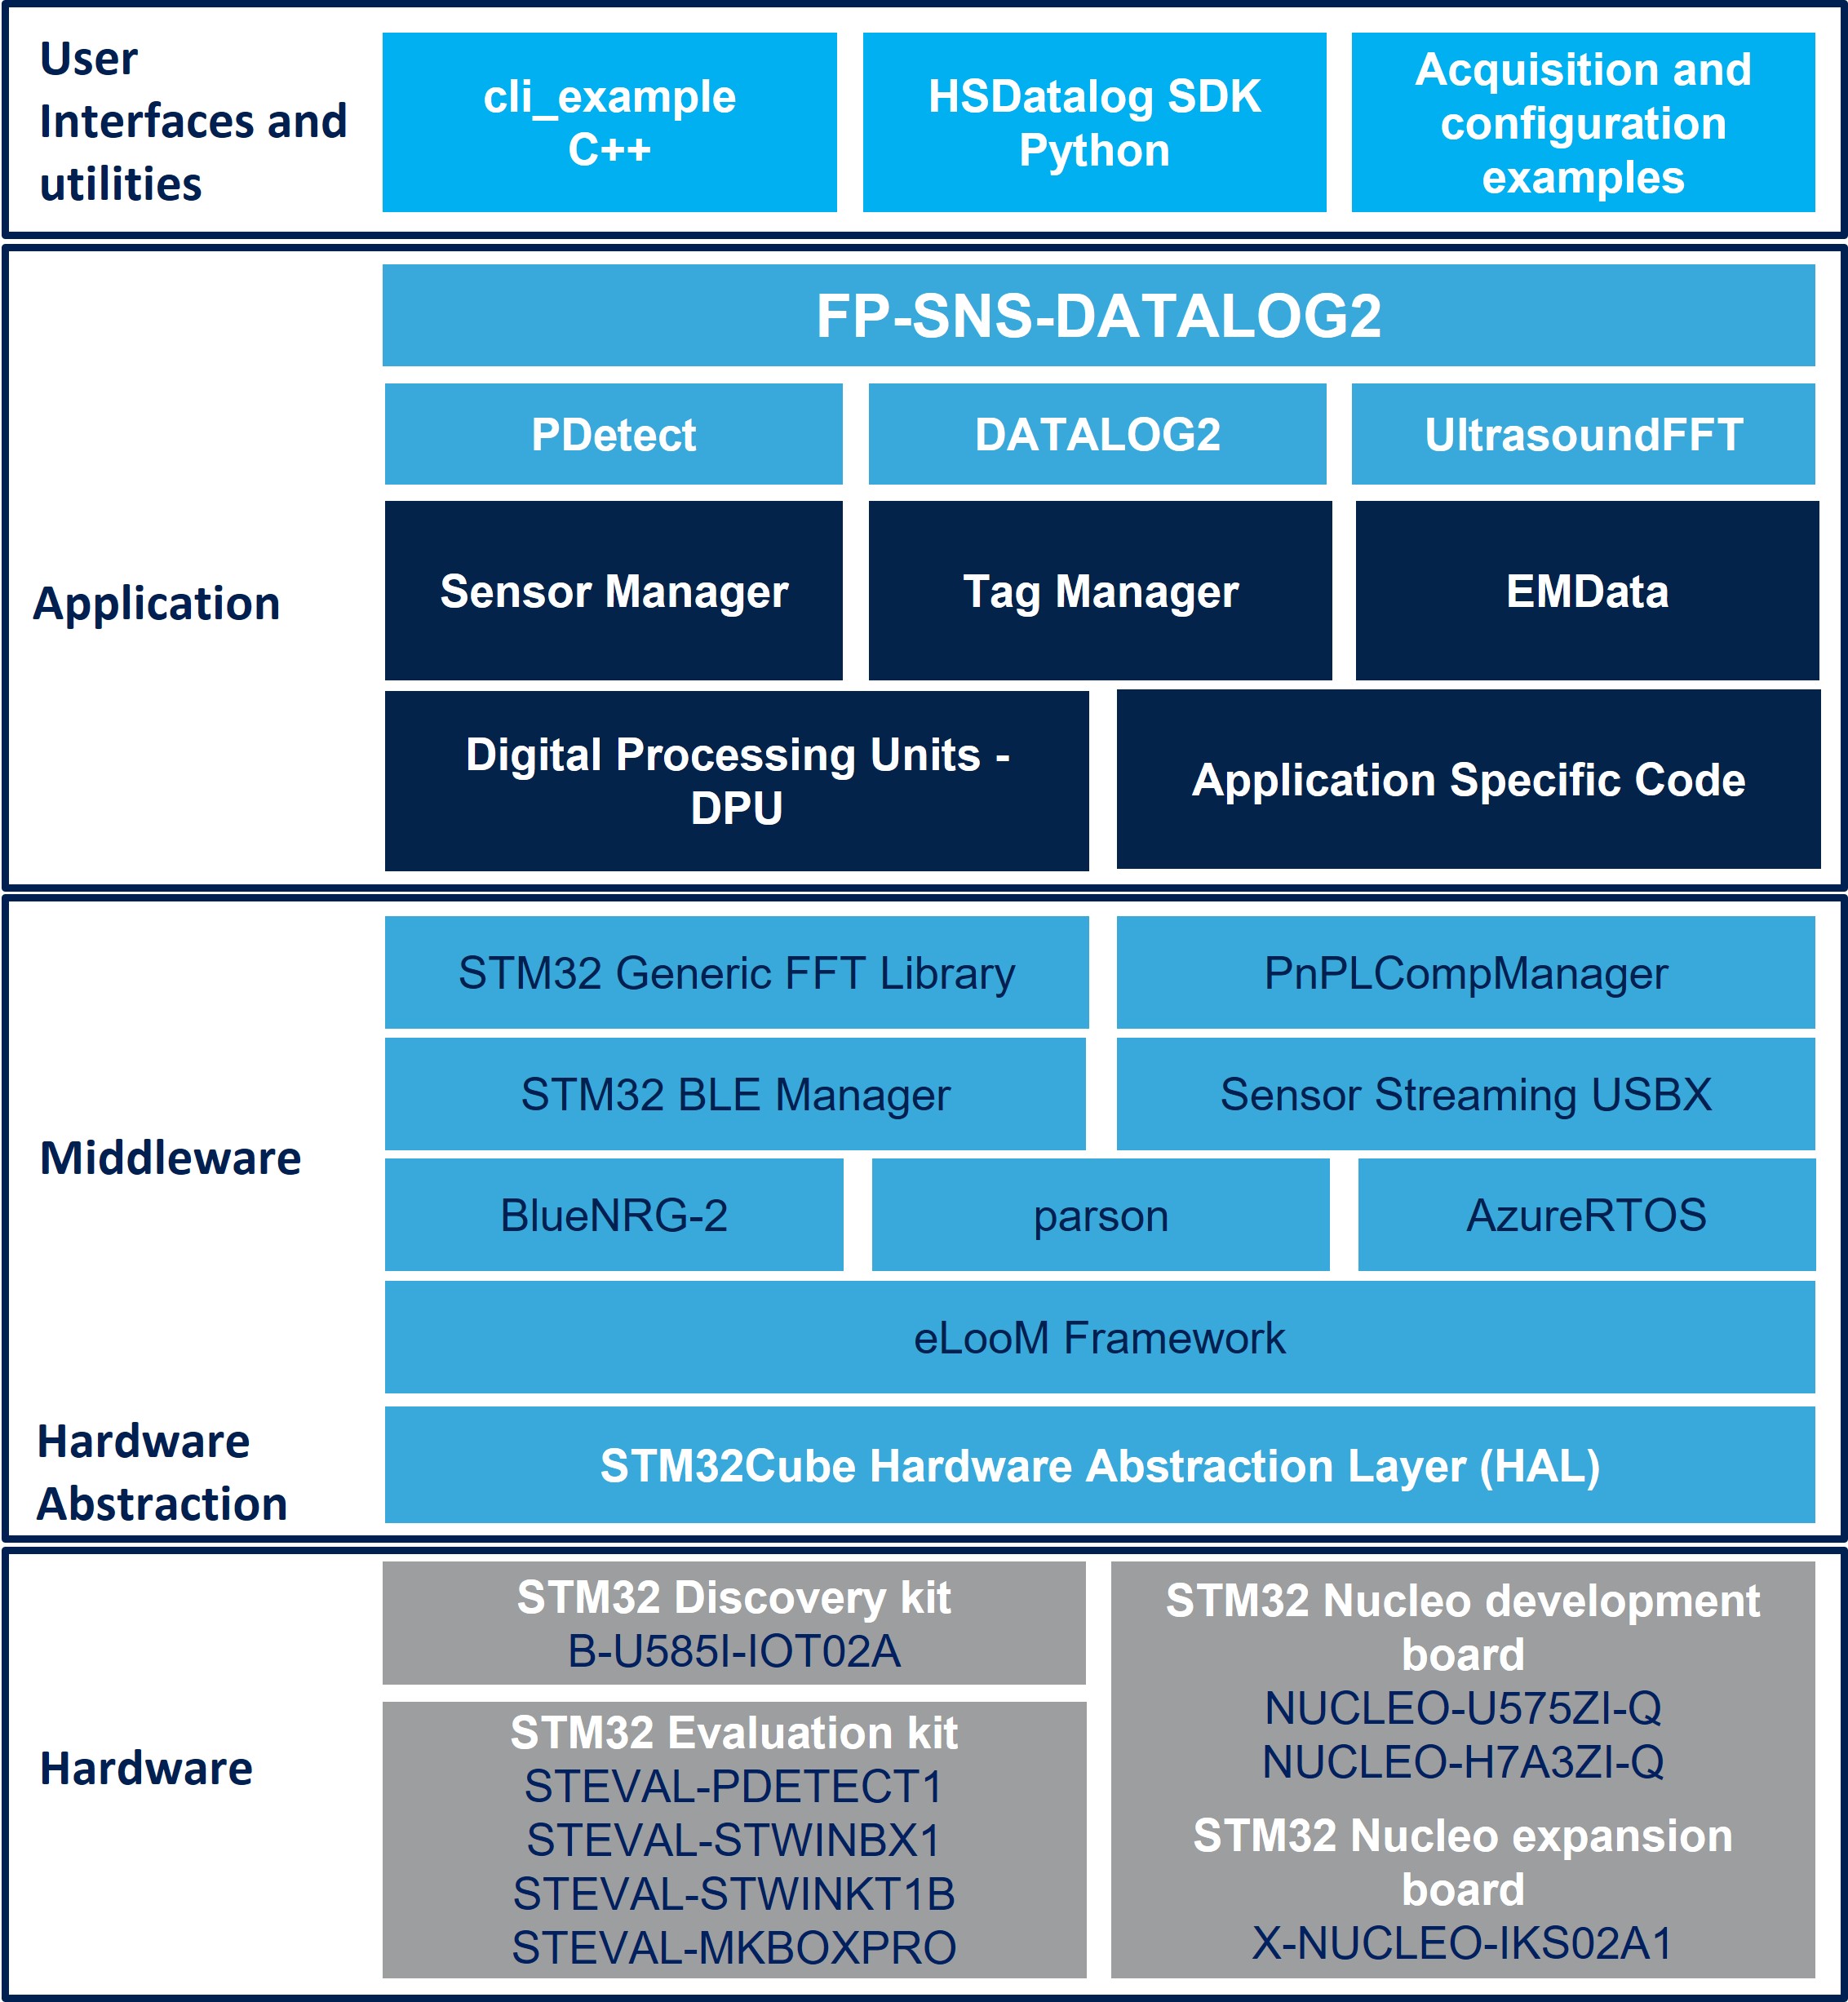 User
Interfaces and
utilities
cli_example
C++
HSDatalog SDK
Python
Acquisition and
configuration
examples
Application
FP-SNS-DATALOG2
PDetect
DATALOG2
UltrasoundFFT
Sensor Manager
Tag Manager
EMData
Digital Processing Units -
DPU
Application Specific Code
Middleware
STM32 Generic FFT Library
PnPLCompManager
STM32 BLE Manager
Sensor Streaming USBX
BlueNRG-2
parson
AzureRTOS
eLooM Framework
Hardware
Abstraction
STM32Cube Hardware Abstraction Layer (HAL)
Hardware
STM32 Discovery kit
B-U585I-IOT02A
STM32 Evaluation kit
STEVAL-PDETECT1
STEVAL-STWINBX1
STEVAL-STWINKT1B
STEVAL-MKBOXPRO
STM32 Nucleo development
board
NUCLEO-U575ZI-Q
NUCLEO-H7A3ZI-Q
STM32 Nucleo expansion
board
X-NUCLEO-IKS02A1